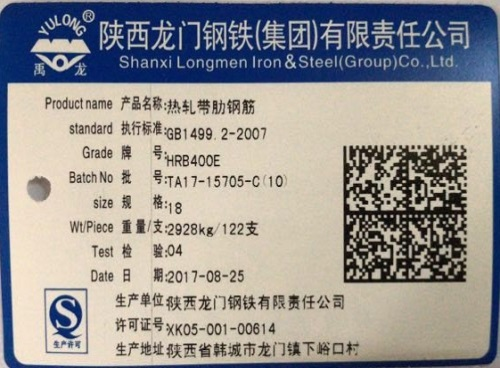 YULONG
禹龙
陕西龙门钢铁(集团)有限责任公司
Shanxi Longmen Iron&Steel(Group)Co.,Ltd.
Product name 产品名称:热轧带肋钢筋
standard 执行标准:GB1499.2-2007
Grade 牌号:HRB400E
Batch No 批号:TA17-15705-C(10)
size 规格:18
Wt/Piece 重量/支:2928kg/122支
Test 检验:04
Date 日期:2017-08-25
生产单位:陕西龙门钢铁有限责任公司
许可证号:XK05-001-00614
生产地址:陕西省韩城市龙门镇下峪口村
生产许可